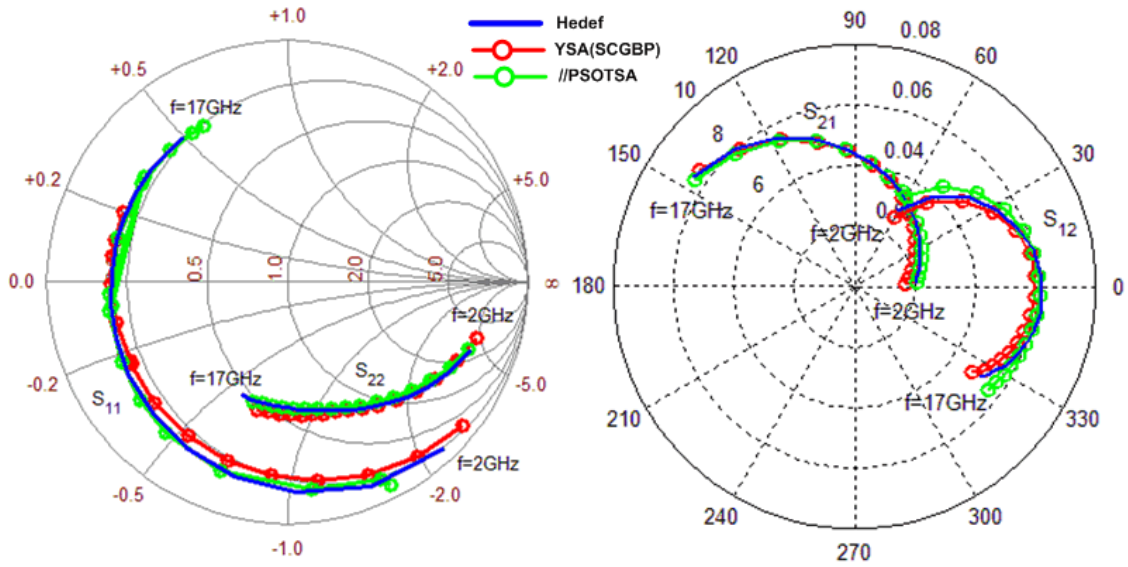 Hedef
YSA(SCGBP)
//PSOTSA
+1.0
+0.5
+2.0
f=17GHz
+0.2
+5.0
0.0
0.5
1.0
2.0
5.0
∞
f=2GHz
-0.2
S11
f=17GHz
S22
-5.0
f=2GHz
-0.5
-2.0
-1.0
90
0.08
120
60
10
S21
0.06
8
150
0.04
30
6
f=17GHz
0
S12
f=2GHz
180
0
f=2GHz
f=17GHz
210
330
240
300
270